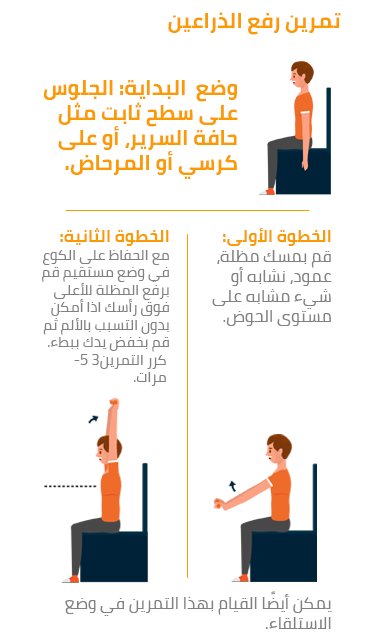 تمرين رفع الذراعين
وضع البداية: الجلوس
على سطح ثابت مثل
حافة السرير، أو على
كرسي أو المرحاض.
الخطوة الأولى:
قم بمسك مظلة،
عمود، نشابه أو
شيء مشابه على
مستوى الحوض.
الخطوة الثانية:
مع الحفاظ على الكوع
في وضع مستقيم قم
برفع المظلة للأعلى
فوق رأسك اذا أمكن
بدون التسبب بالألم ثم
قم بخفض يدك ببطء.
كرر التمرين3 5-
مرات.
يمكن أيضًا القيام بهذا التمرين في وضع
الاستلقاء.